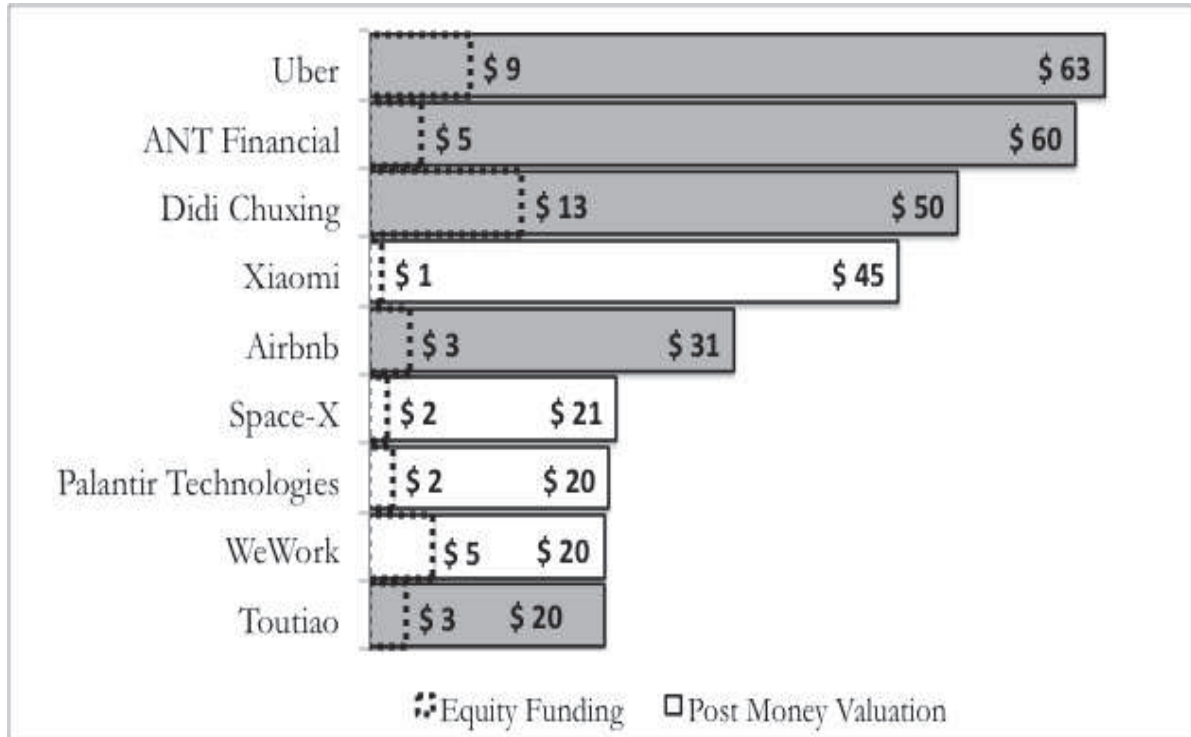 Uber $ 9 $ 63
ANT Financial $ 5 $ 60
Didi Chuxing $ 13 $ 50
Xiaomi $ 1 $ 45
Airbnb $ 3 $ 31
Space-X $ 2 $ 21
Palantir Technologies $ 2 $ 20
WeWork $ 5 $ 20
Toutiao $ 3 $ 20
Equity Funding Post Money Valuation